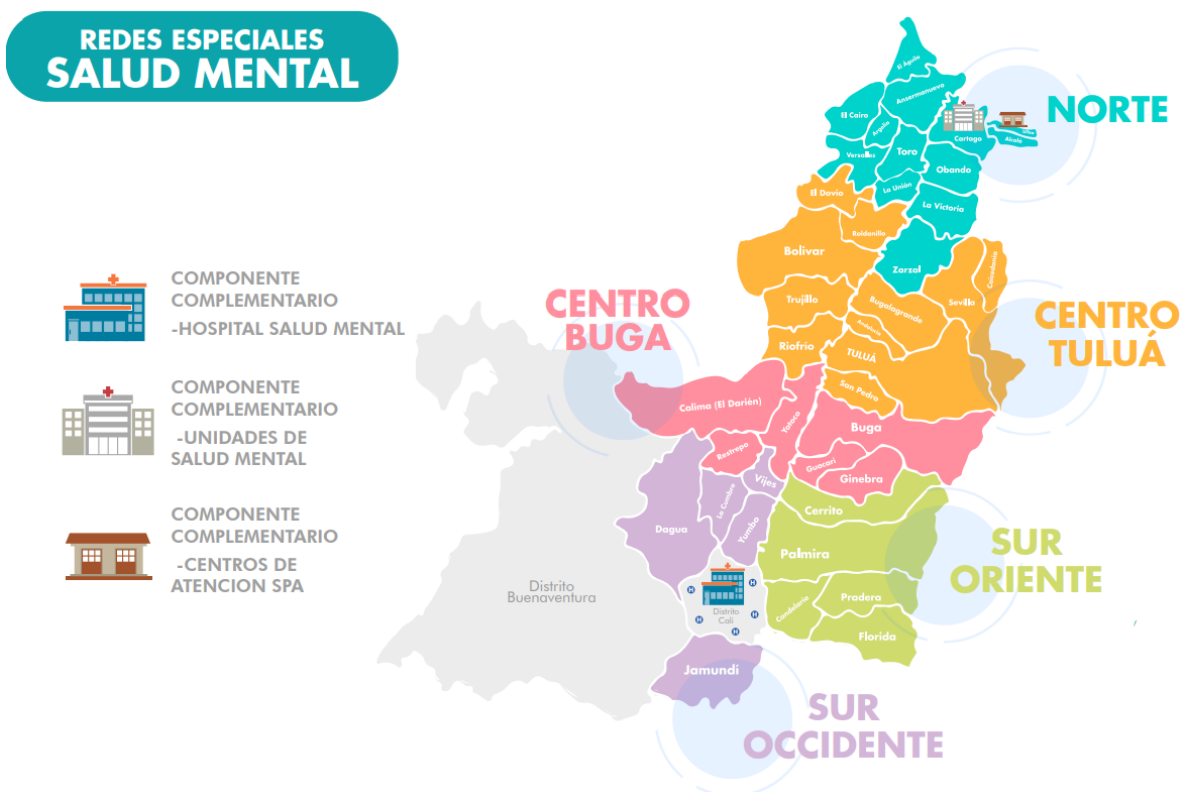 REDES ESPECIALES
SALUD MENTAL
COMPONENTE
COMPLEMENTARIO
-HOSPITAL SALUD MENTAL
COMPONENTE
COMPLEMENTARIO
-UNIDADES DE
SALUD MENTAL
COMPONENTE
COMPLEMENTARIO
-CENTROS DE
ATENCION SPA
NORTE
El Águila
Ansermanuevo
El Cairo
Argelia
Cartago
Ulloa
Alcalá
Versalles
Toro
Obando
La Unión
La Victoria
Zarzal
CENTRO
TULUÁ
El Dovio
Roldanillo
Bolívar
Caicedonia
Sevilla
Trujillo
Bugalagrande
Andalucía
Riofrio
TULUÁ
San Pedro
CENTRO
BUGA
Calima (El Darién)
Yotoco
Buga
Restrepo
Guacarí
Ginebra
SUR
ORIENTE
Cerrito
Palmira
Pradera
Candelaria
Florida
Vijes
La Cumbre
Yumbo
Dagua
Distrito
Buenaventura
Distrito
Cali
H
H
H
H
H
Jamundí
SUR
OCCIDENTE